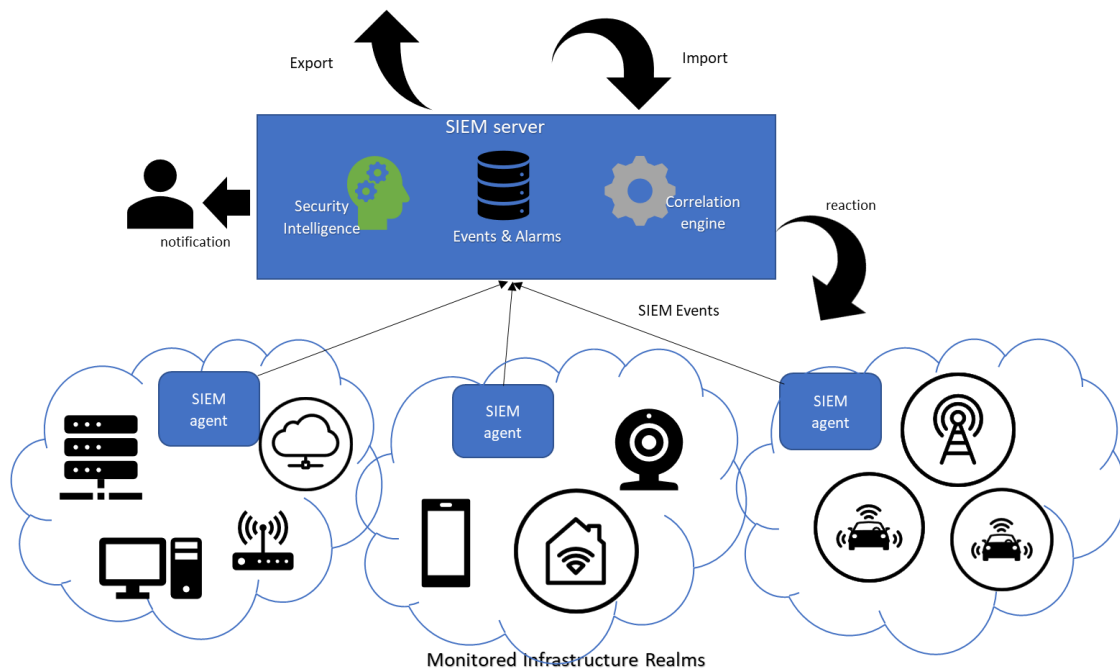 Export
Import
SIEM server
Security
Intelligence
Events & Alarms
Correlation
engine
notification
reaction
SIEM Events
SIEM
agent
SIEM
agent
SIEM
agent
Monitored Infrastructure Realms